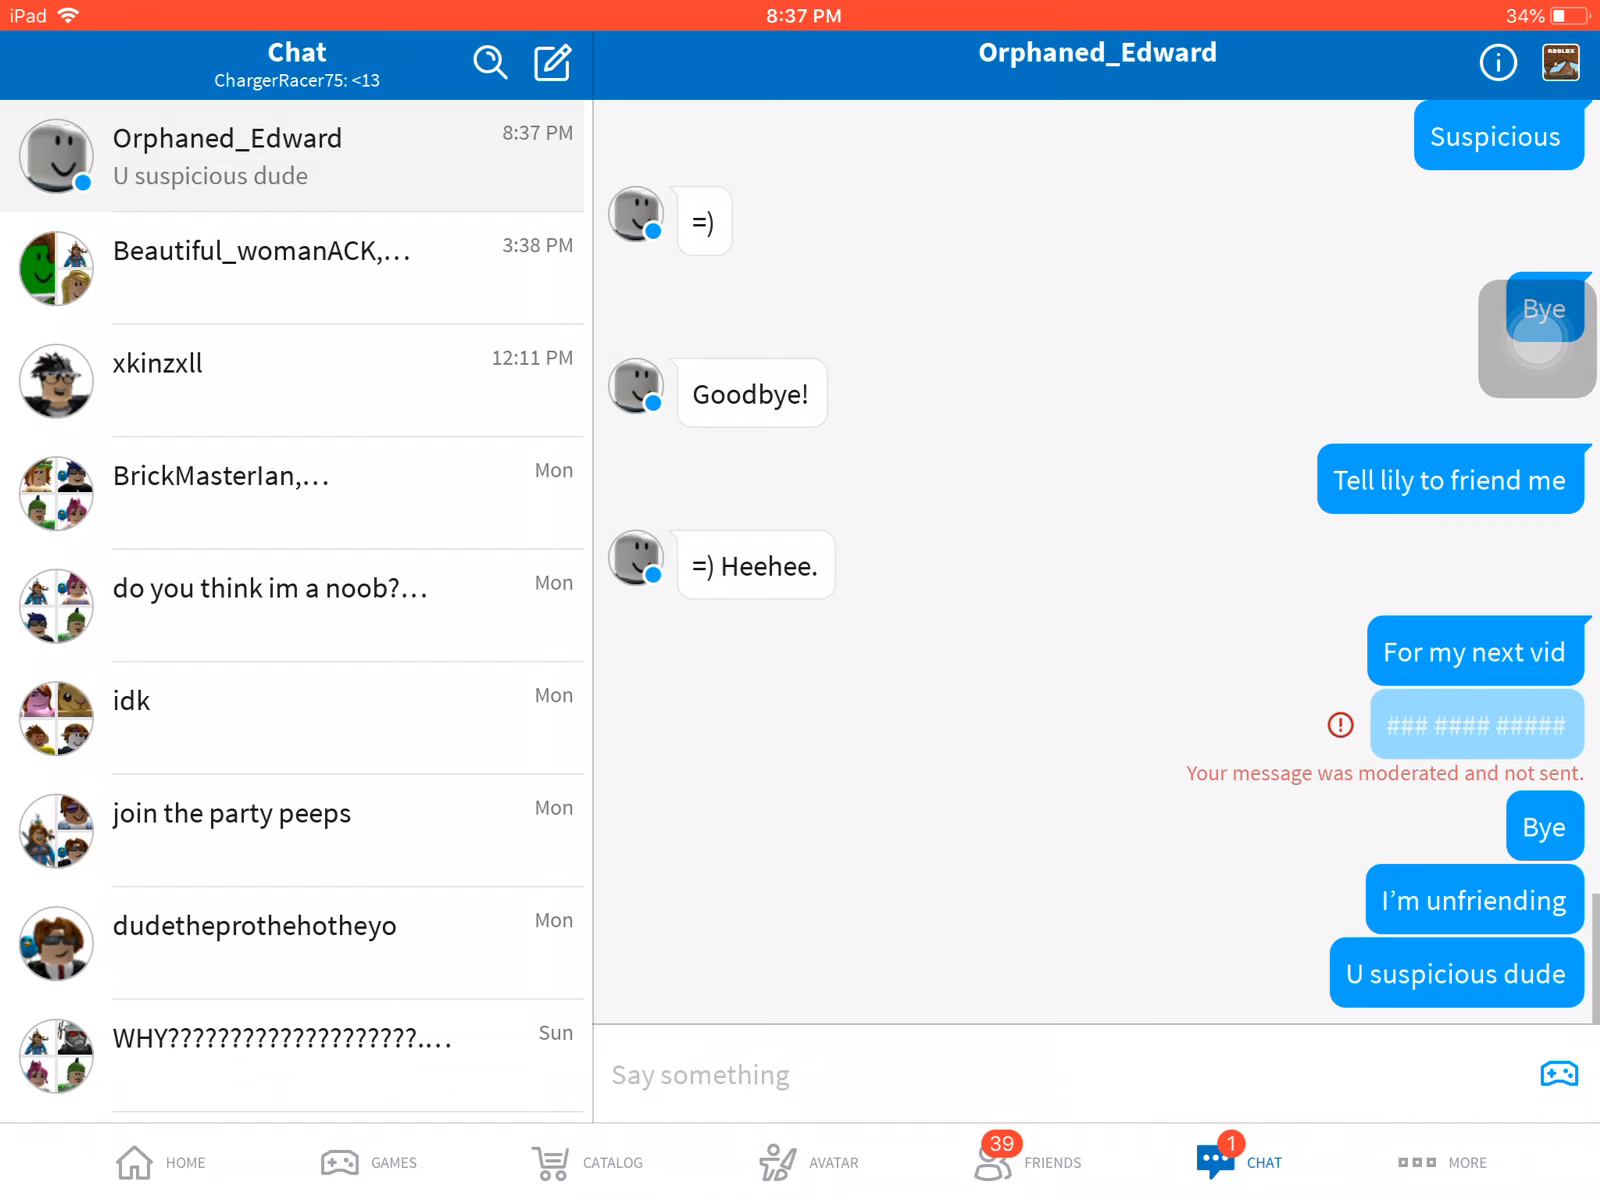 iPad
8:37 PM
34%
Chat
ChargerRacer75: <13
Orphaned_Edward
ROBLOX
Orphaned_Edward
8:37 PM
U suspicious dude
Beautiful_womanACK,...
3:38 PM
xkinzxll
12:11 PM
BrickMasterIan,...
Mon
do you think im a noob?...
Mon
idk
Mon
join the party peeps
Mon
dudetheprothehotheyo
Mon
WHY????????????????????....
Sun
Suspicious
=)
Bye
Goodbye!
Tell lily to friend me
=) Heehee.
For my next vid
### #### #####
Your message was moderated and not sent.
Bye
I'm unfriending
U suspicious dude
Say something
HOME
GAMES
CATALOG
AVATAR
39
FRIENDS
1
CHAT
MORE